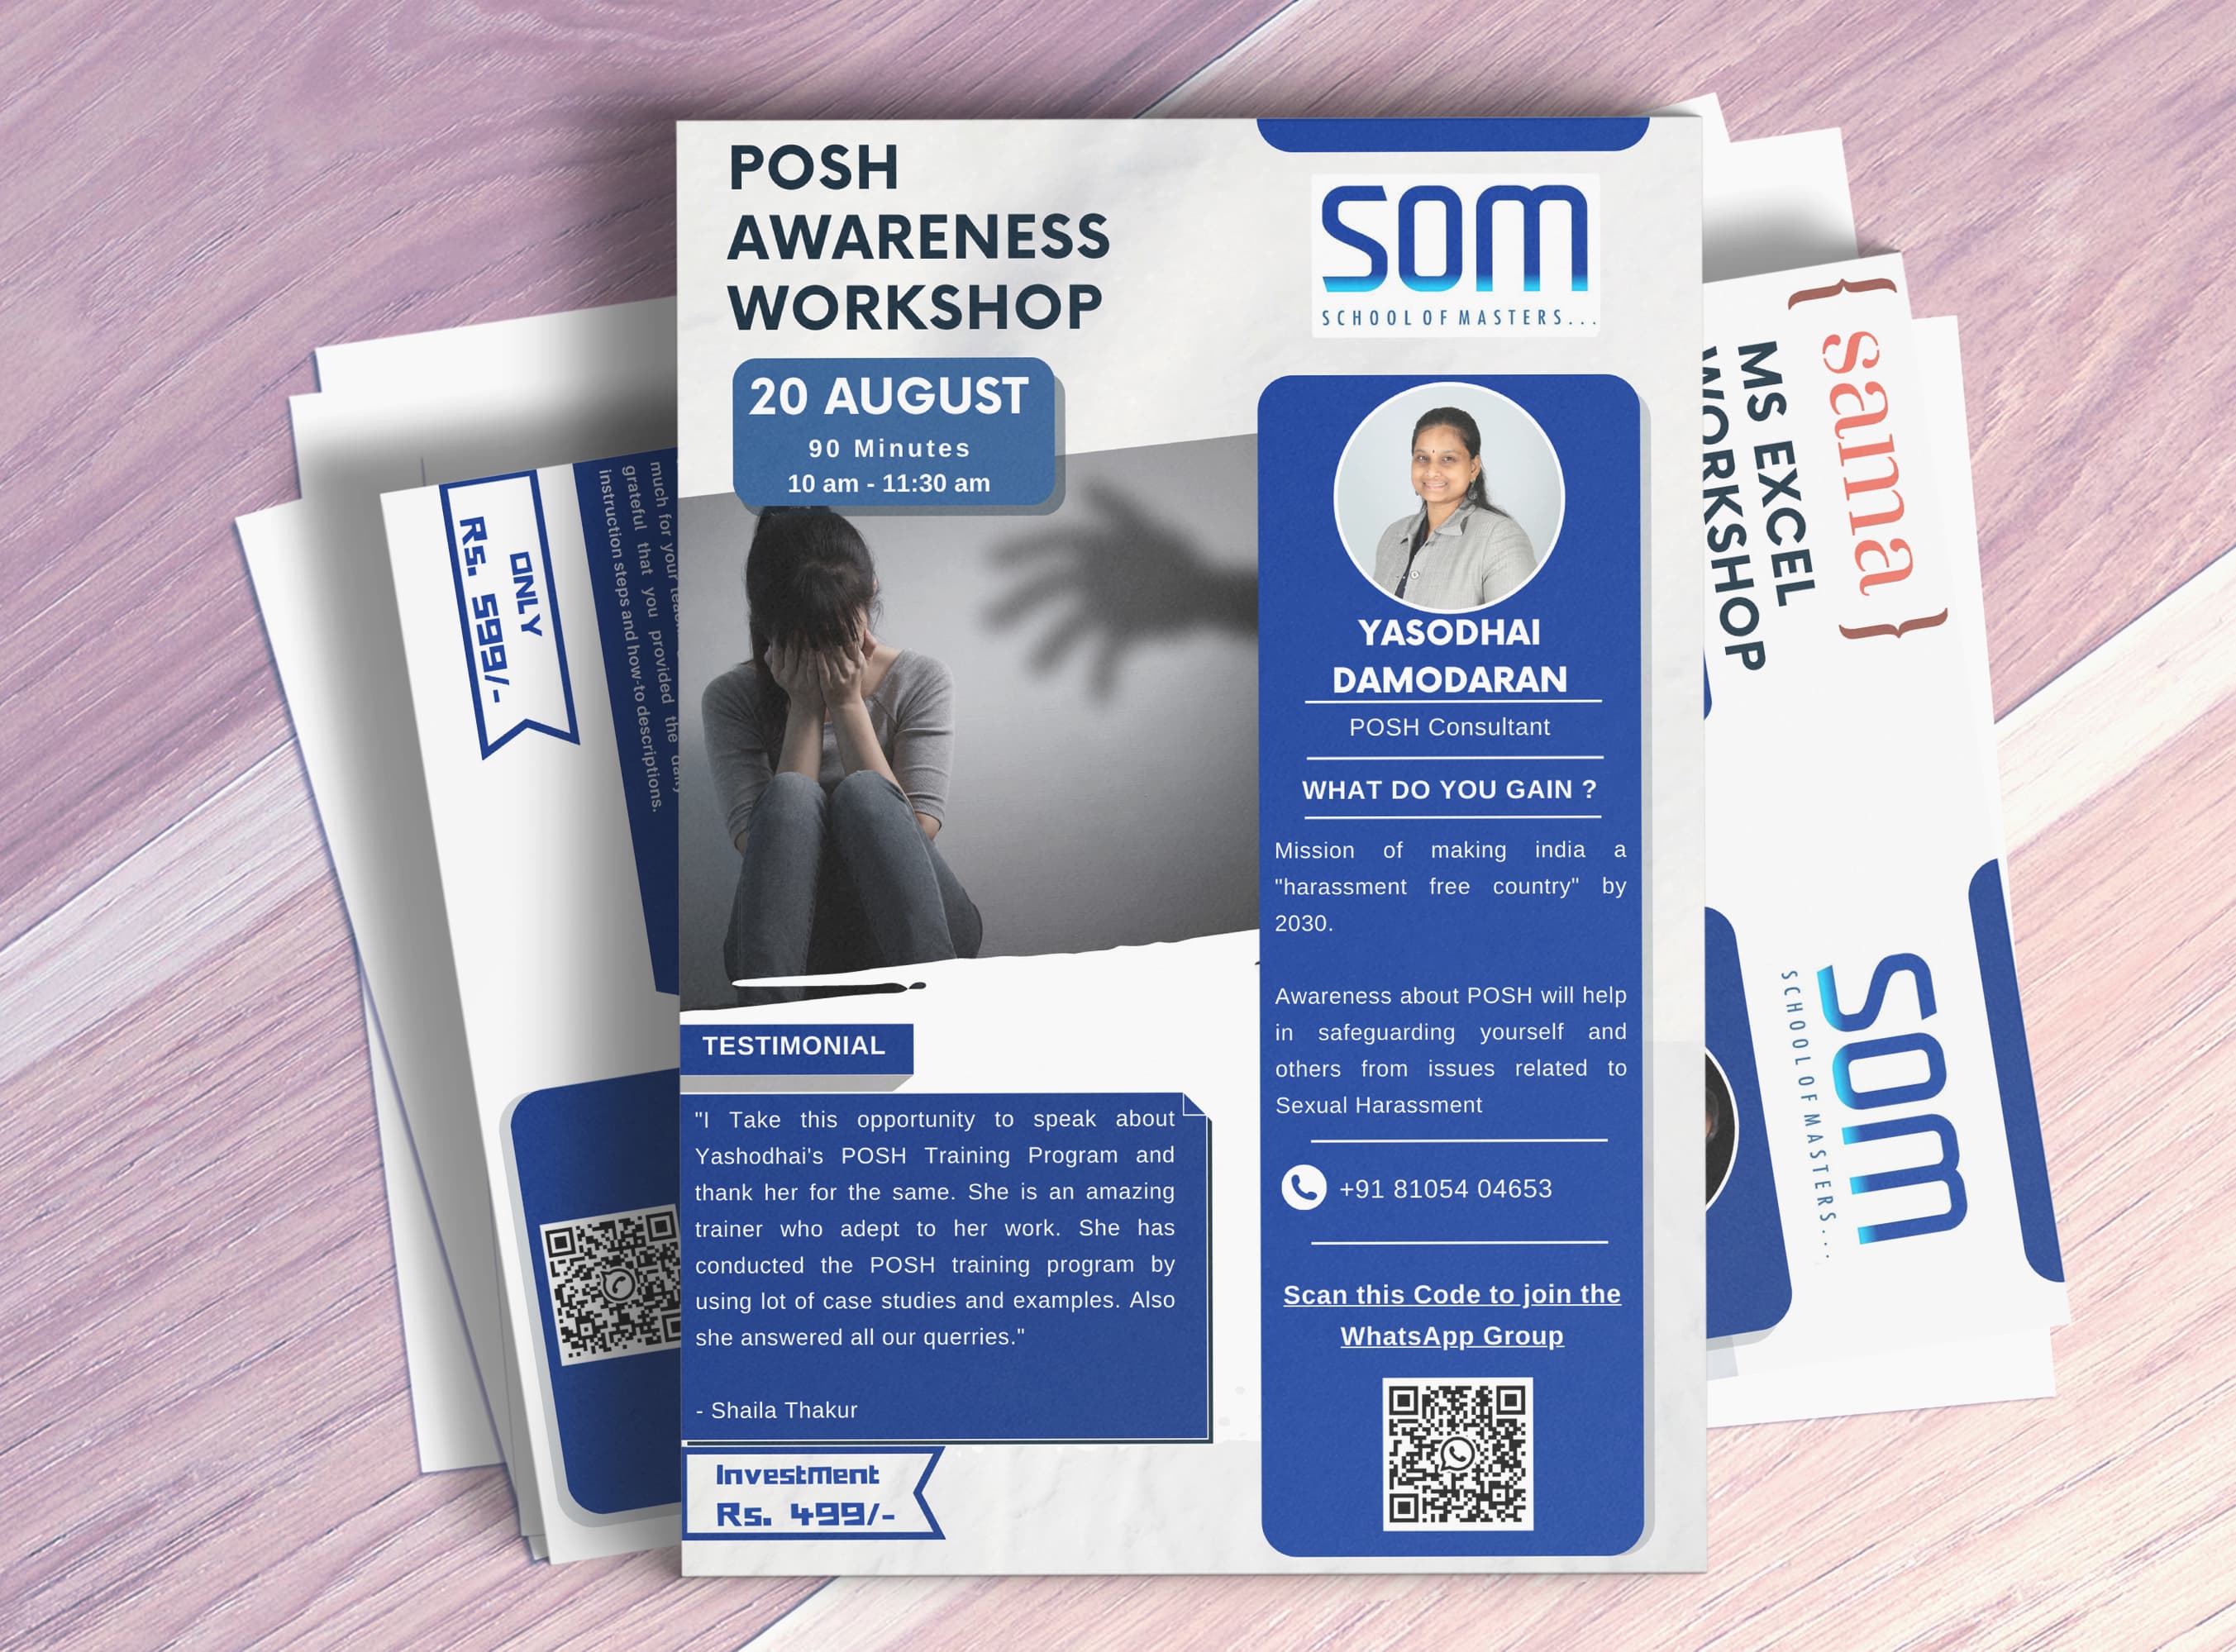 POSH
AWARENESS
WORKSHOP
20 AUGUST
90 Minutes
10 am - 11:30 am
SOM
SCHOOL OF MASTERS...
YASODHAI
DAMODARAN
POSH Consultant
WHAT DO YOU GAIN ?
Mission of making india a
"harassment free country" by
2030.
Awareness about POSH will help
in safeguarding yourself and
others from issues related to
Sexual Harassment
+91 81054 04653
Scan this Code to join the
WhatsApp Group
TESTIMONIAL
"I Take this opportunity to speak about
Yashodhai's POSH Training Program and
thank her for the same. She is an amazing
trainer who adept to her work. She has
conducted the POSH training program by
using lot of case studies and examples. Also
she answered all our querries."
- Shaila Thakur
Investment
Rs. 499/-
{ sama }
MS EXCEL
WORKSHOP
SOM
SCHOOL OF MASTERS...
much for your
grateful that you provided the daily
instruction steps and how-to descriptions.
ONLY
Rs. 599/-